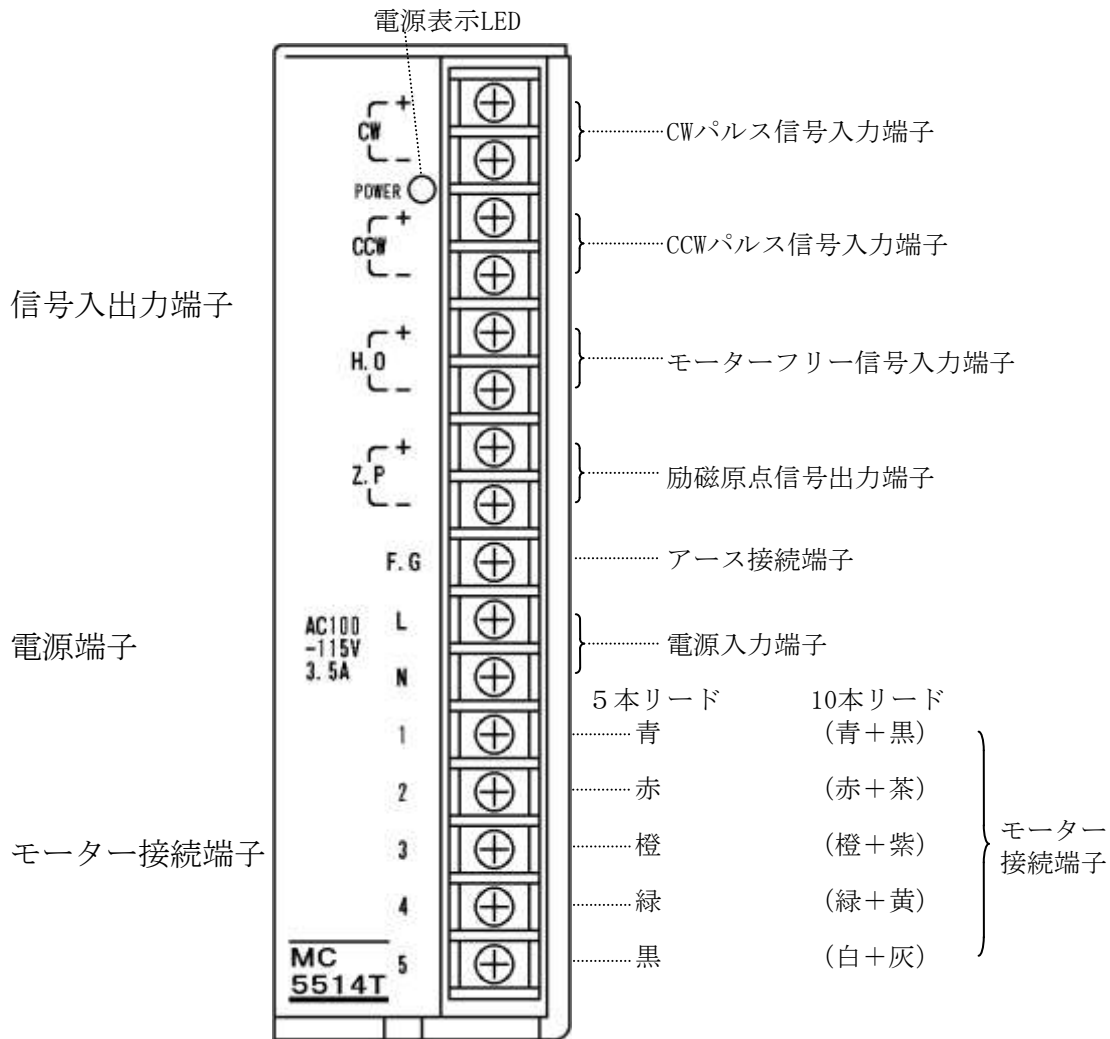 電源表示LED
+
CW
−
CWパルス信号入力端子
POWER
+
CCW
−
CCWパルス信号入力端子
信号入出力端子
+
H.O
−
モーターフリー信号入力端子
+
Z.P
−
励磁原点信号出力端子
F.G
アース接続端子
電源端子
AC100
-115V
3.5A
L
N
電源入力端子
5本リード 10本リード
1 青 (青+黒)
2 赤 (赤+茶)
モーター接続端子
3 橙 (橙+紫)
4 緑 (緑+黄)
5 黒 (白+灰)
モーター
接続端子
MC
5514T